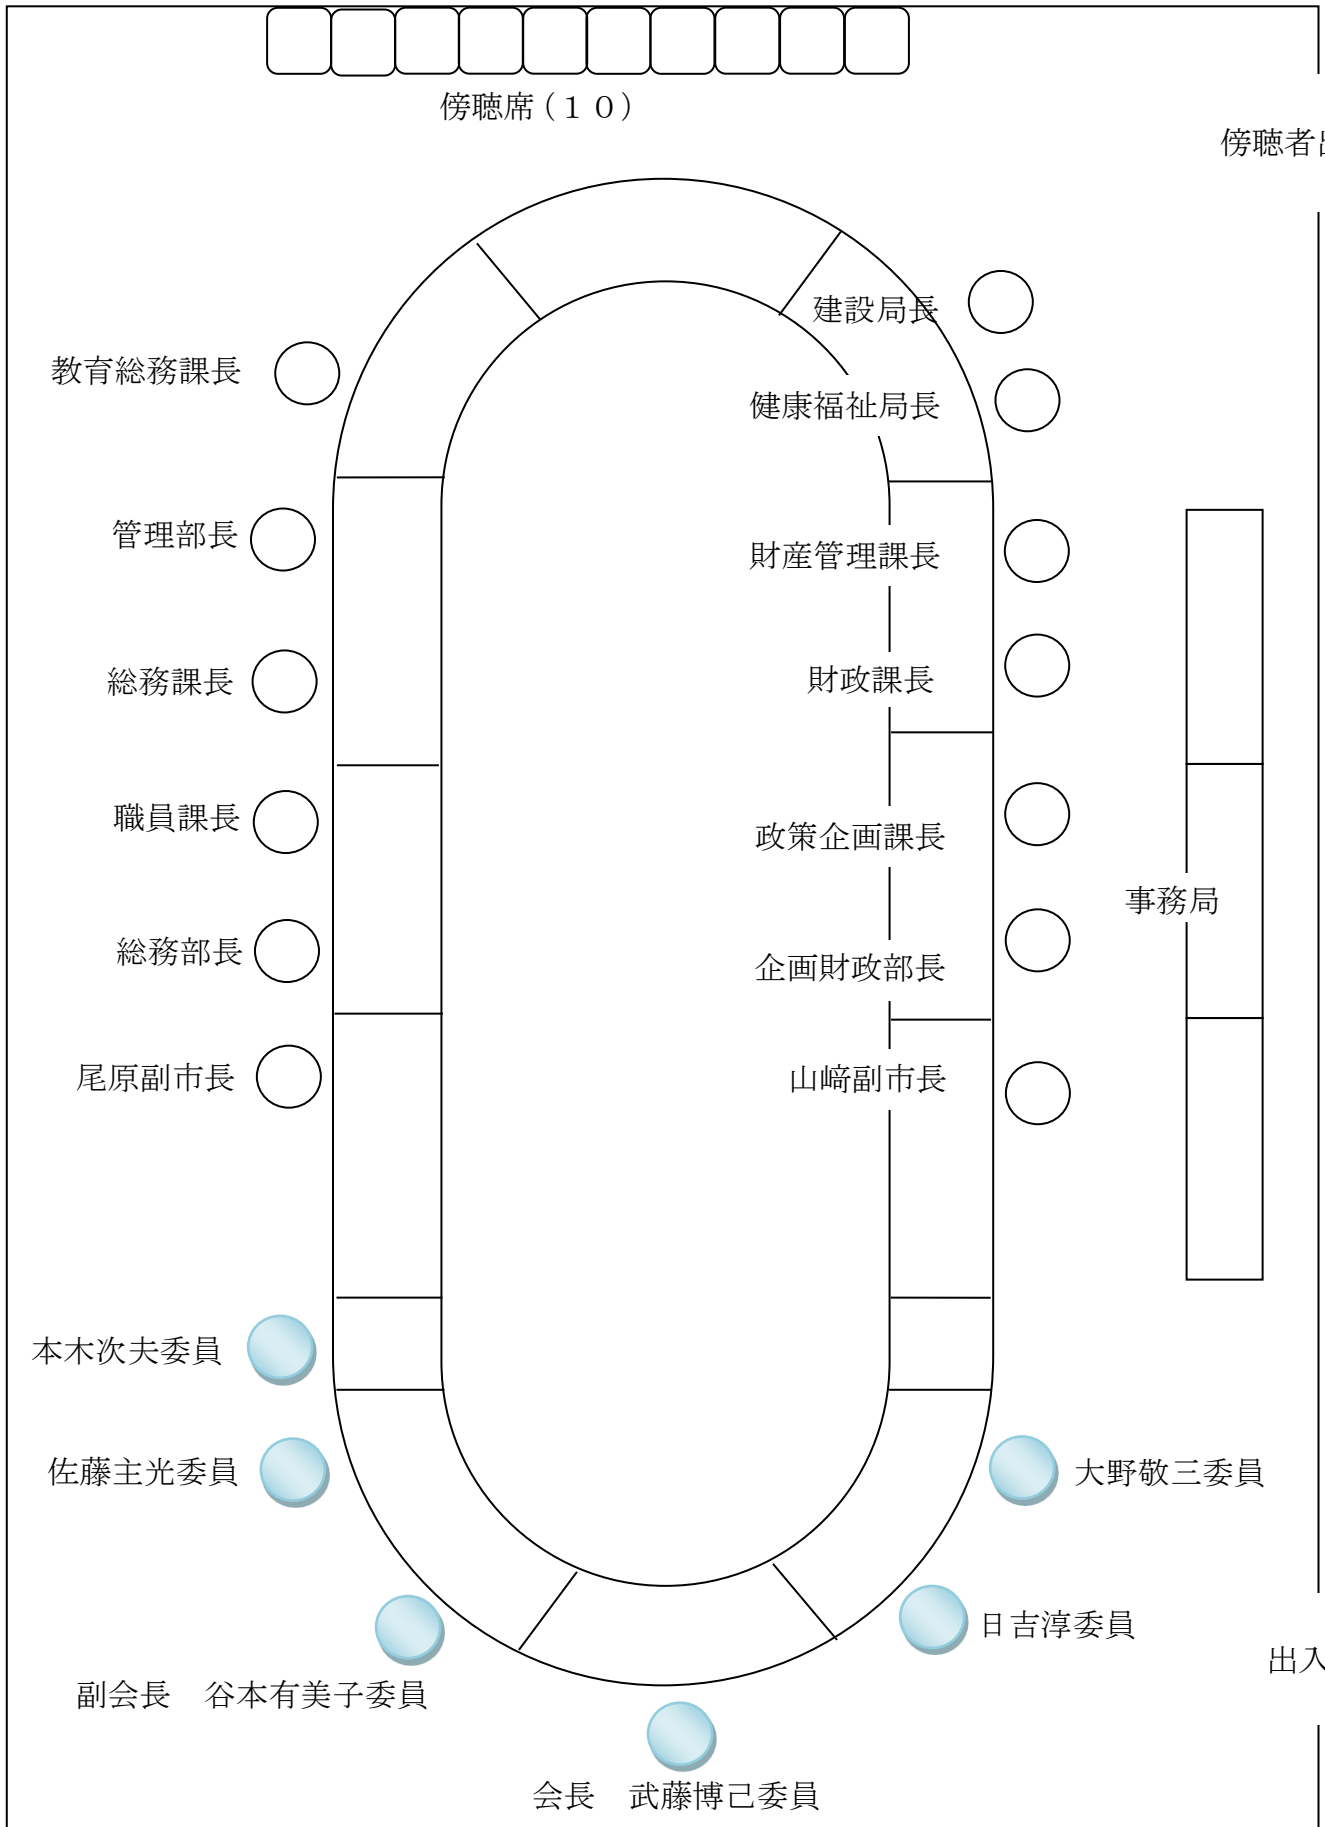 傍聴席（１０）
傍聴者
建設局長
教育総務課長
健康福祉局長
管理部長
財産管理課長
総務課長
財政課長
職員課長
政策企画課長
事務局
総務部長
企画財政部長
尾原副市長
山﨑副市長
本木次夫委員
佐藤主光委員
大野敬三委員
日吉淳委員
出入
副会長　谷本有美子委員
会長　武藤博己委員